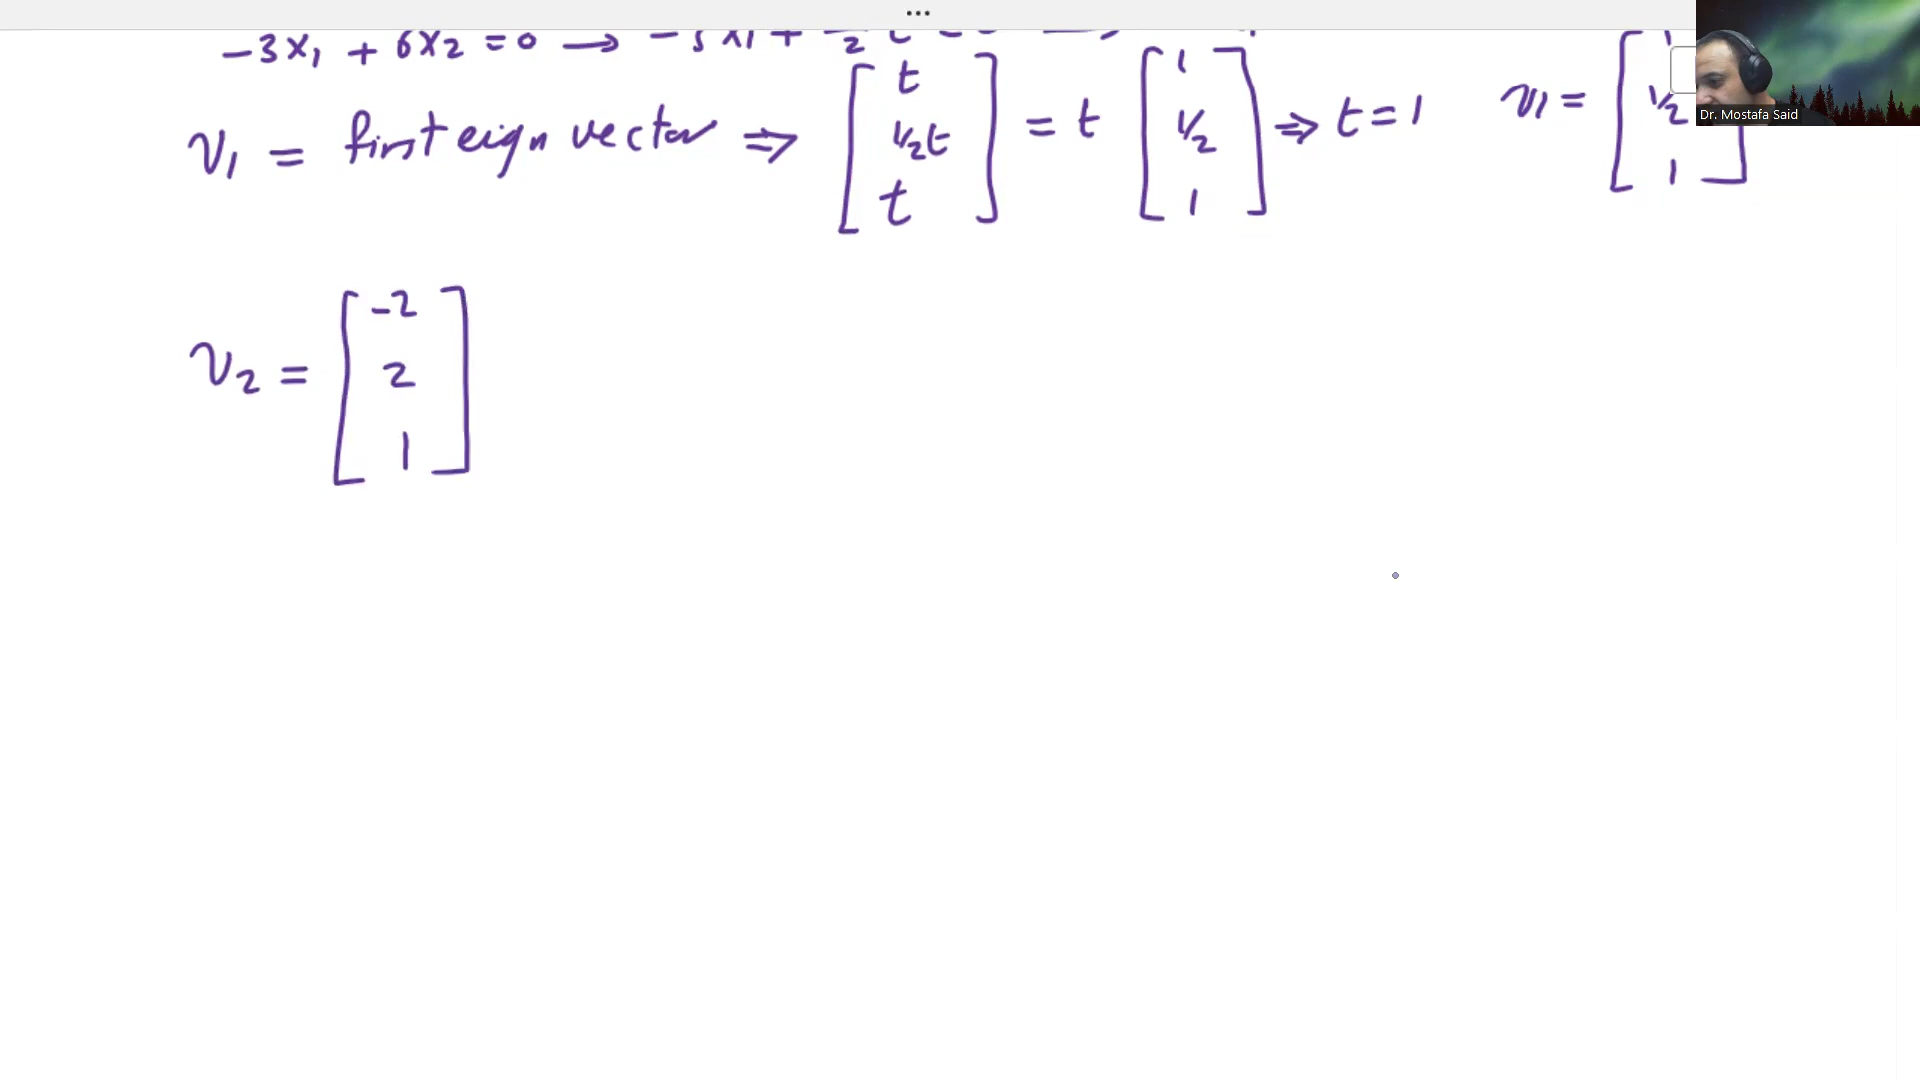 -3x₁ + 6x₂ = 0 →
v₁ = first eign vector ⇒ [t 1/2t t] = t [1 1/2 1] ⇒ t = 1 v₁ = [1 1/2 1]
v₂ = [-2 2 1]
Dr. Mostafa Said